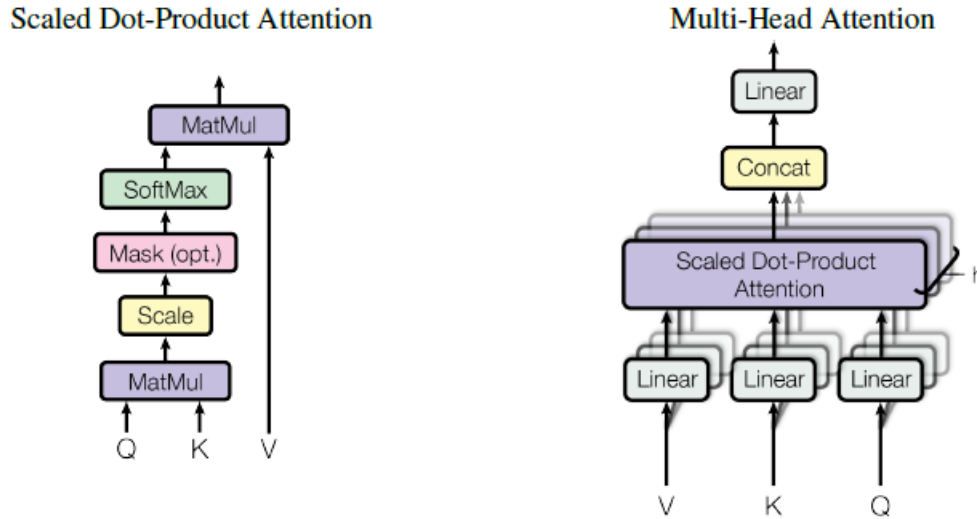 Scaled Dot-Product Attention
MatMul
SoftMax
Mask (opt.)
Scale
MatMul
Q K V
Multi-Head Attention
Linear
Concat
Scaled Dot-Product
Attention
Linear Linear Linear
V K Q